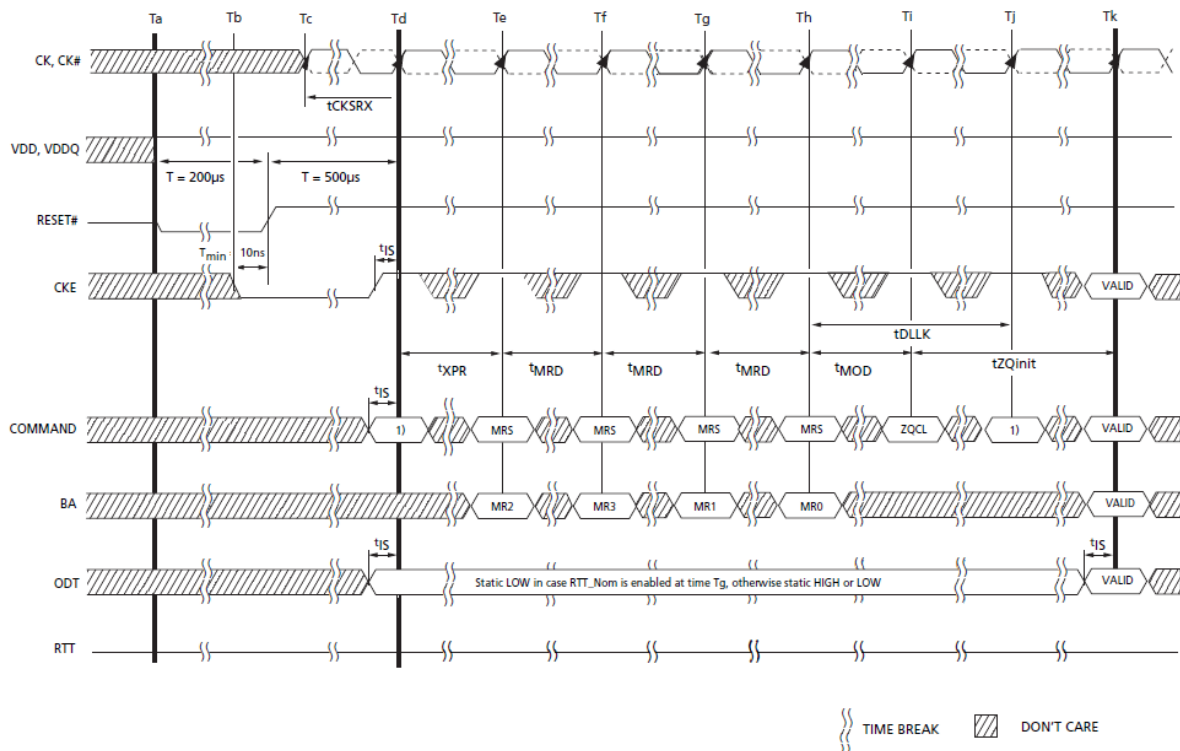 Ta Tb Tc Td Te Tf Tg Th Ti Tj Tk
CK, CK#
tCKSRX
VDD, VDDQ
T = 200µs T = 500µs
RESET#
Tmin 10ns tIS
CKE VALID
tDLLK
tXPR tMRD tMRD tMRD tMOD tZQinit
tIS
COMMAND 1) MRS MRS MRS MRS ZQCL 1) VALID
BA MR2 MR3 MR1 MR0 VALID
tIS tIS
ODT Static LOW in case RTT_Nom is enabled at time Tg, otherwise static HIGH or LOW VALID
RTT
TIME BREAK DON'T CARE